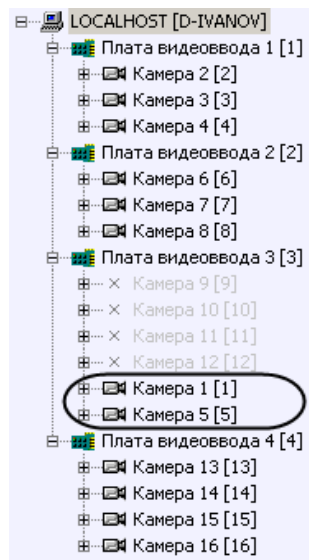 LOCALHOST [D-IVANOV]
Плата видеоввода 1 [1]
Камера 2 [2]
Камера 3 [3]
Камера 4 [4]
Плата видеоввода 2 [2]
Камера 6 [6]
Камера 7 [7]
Камера 8 [8]
Плата видеоввода 3 [3]
Камера 9 [9]
Камера 10 [10]
Камера 11 [11]
Камера 12 [12]
Камера 1 [1]
Камера 5 [5]
Плата видеоввода 4 [4]
Камера 13 [13]
Камера 14 [14]
Камера 15 [15]
Камера 16 [16]